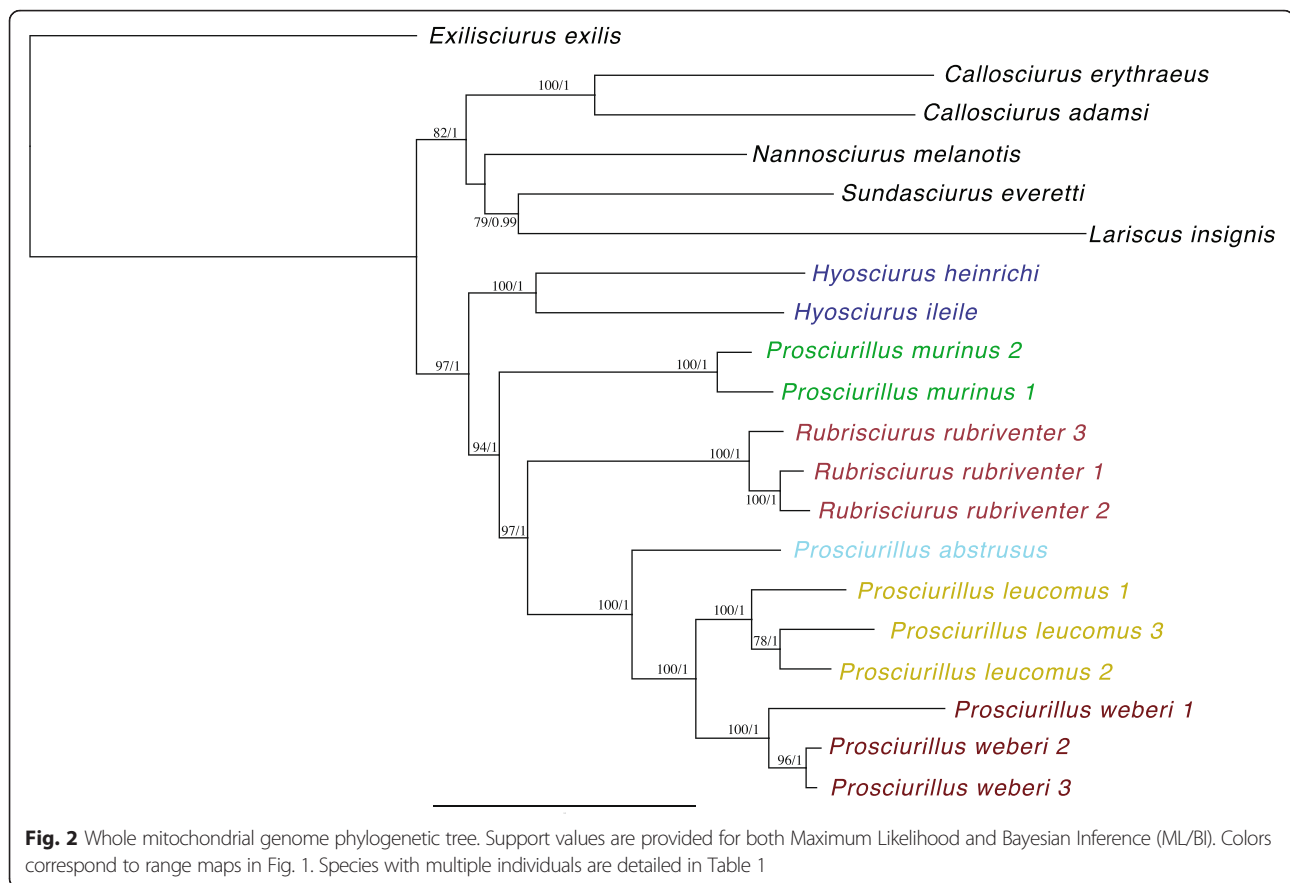 Exilisciurus exilis
Callosciurus erythraeus
100/1
Callosciurus adamsi
82/1
Nannosciurus melanotis
Sundasciurus everetti
79/0.99
Lariscus insignis
Hyosciurus heinrichi
100/1
Hyosciurus ileile
Prosciurillus murinus 2
97/1
100/1
Prosciurillus murinus 1
Rubrisciurus rubriventer 3
94/1
100/1
Rubrisciurus rubriventer 1
100/1
Rubrisciurus rubriventer 2
97/1
Prosciurillus abstrusus
Prosciurillus leucomus 1
100/1
100/1
Prosciurillus leucomus 3
78/1
Prosciurillus leucomus 2
100/1
Prosciurillus weberi 1
100/1
Prosciurillus weberi 2
96/1
Prosciurillus weberi 3
Fig. 2 Whole mitochondrial genome phylogenetic tree. Support values are provided for both Maximum Likelihood and Bayesian Inference (ML/BI). Colors
correspond to range maps in Fig. 1. Species with multiple individuals are detailed in Table 1